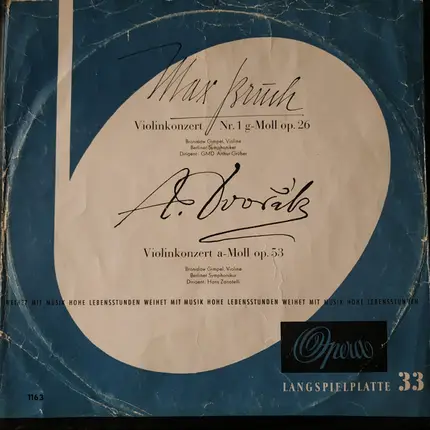 Max Bruch
Violinkonzert Nr. 1 g-Moll op. 26
Bronislaw Gimpel, Violine
Berliner Symphoniker
Dirigent: GMD Arthur Grüber
A. Dvořák
Violinkonzert a-Moll op. 53
Bronislaw Gimpel, Violine
Berliner Symphoniker
Dirigent: Hans Zanotelli
WEIHET MIT MUSIK HOHE LEBENSSTUNDEN WEIHET MIT MUSIK HOHE LEBENSSTUNDEN WEIHET MIT MUSIK HOHE LEBENSSTUNDEN
Opera
LANGSPIELPLATTE 33
1163